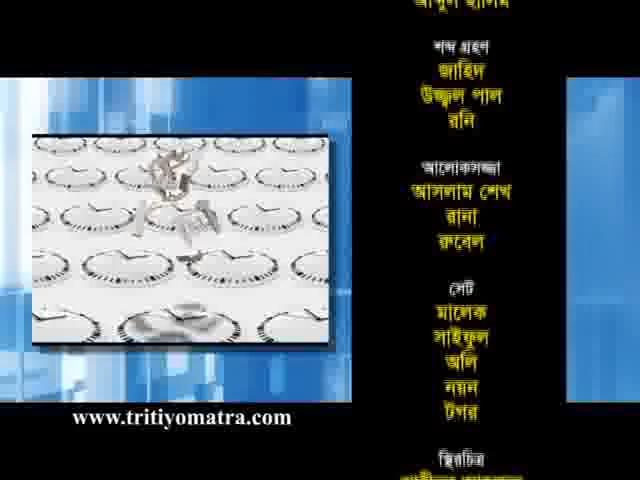 শব্দ গ্রহণ
জাহিদ
উজ্জ্বল পাল
রনি
আলোকসজ্জা
আসলাম শেখ
রানা
রুবেল
সেট
মালেক
সাইফুল
অলি
নয়ন
টগর
www.tritiyomatra.com
স্থিরচিত্র